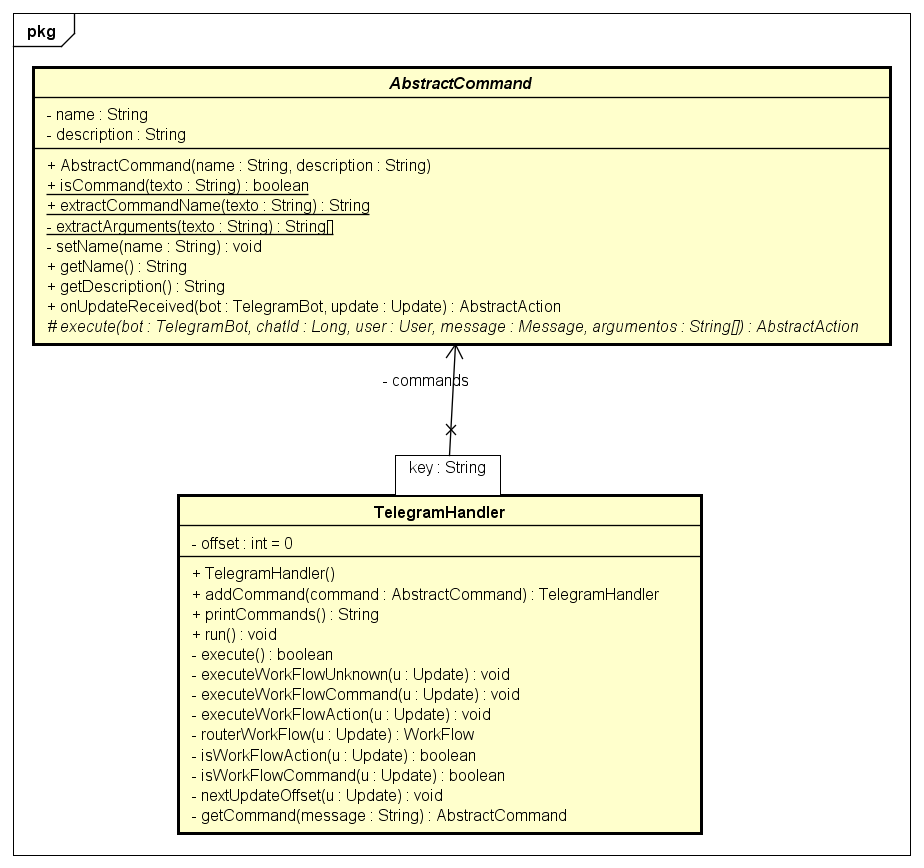 pkg
AbstractCommand
- name : String
- description : String
+ AbstractCommand(name : String, description : String)
+ isCommand(texto : String) : boolean
+ extractCommandName(texto : String) : String
- extractArguments(texto : String) : String[]
- setName(name : String) : void
+ getName() : String
+ getDescription() : String
+ onUpdateReceived(bot : TelegramBot, update : Update) : AbstractAction
# execute(bot : TelegramBot, chatId : Long, user : User, message : Message, argumentos : String[]) : AbstractAction
- commands
key : String
TelegramHandler
- offset : int = 0
+ TelegramHandler()
+ addCommand(command : AbstractCommand) : TelegramHandler
+ printCommands() : String
+ run() : void
- execute() : boolean
- executeWorkFlowUnknown(u : Update) : void
- executeWorkFlowCommand(u : Update) : void
- executeWorkFlowAction(u : Update) : void
- routerWorkFlow(u : Update) : WorkFlow
- isWorkFlowAction(u : Update) : boolean
- isWorkFlowCommand(u : Update) : boolean
- nextUpdateOffset(u : Update) : void
- getCommand(message : String) : AbstractCommand